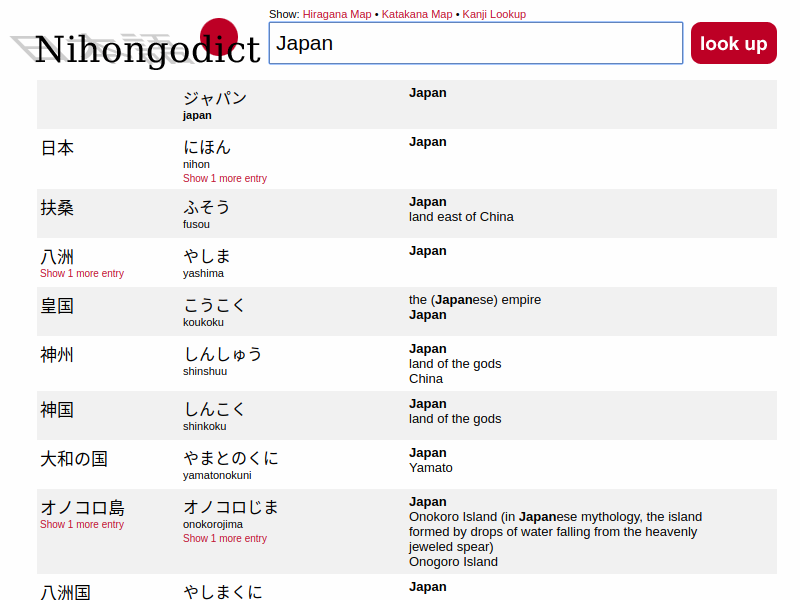 Show: Hiragana Map • Katakana Map • Kanji Lookup
Nihongodict
Japan
look up
ジャパン
japan
Japan
日本
にほん
nihon
Show 1 more entry
Japan
扶桑
ふそう
fusou
Japan
land east of China
八洲
Show 1 more entry
やしま
yashima
Japan
皇国
こうこく
koukoku
the (Japanese) empire
Japan
神州
しんしゅう
shinshuu
Japan
land of the gods
China
神国
しんこく
shinkoku
Japan
land of the gods
大和の国
やまとのくに
yamatonokuni
Japan
Yamato
オノコロ島
Show 1 more entry
オノコロじま
onokorojima
Show 1 more entry
Japan
Onokoro Island (in Japanese mythology, the island
formed by drops of water falling from the heavenly
jeweled spear)
Onogoro Island
八洲国
やしまくに
Japan